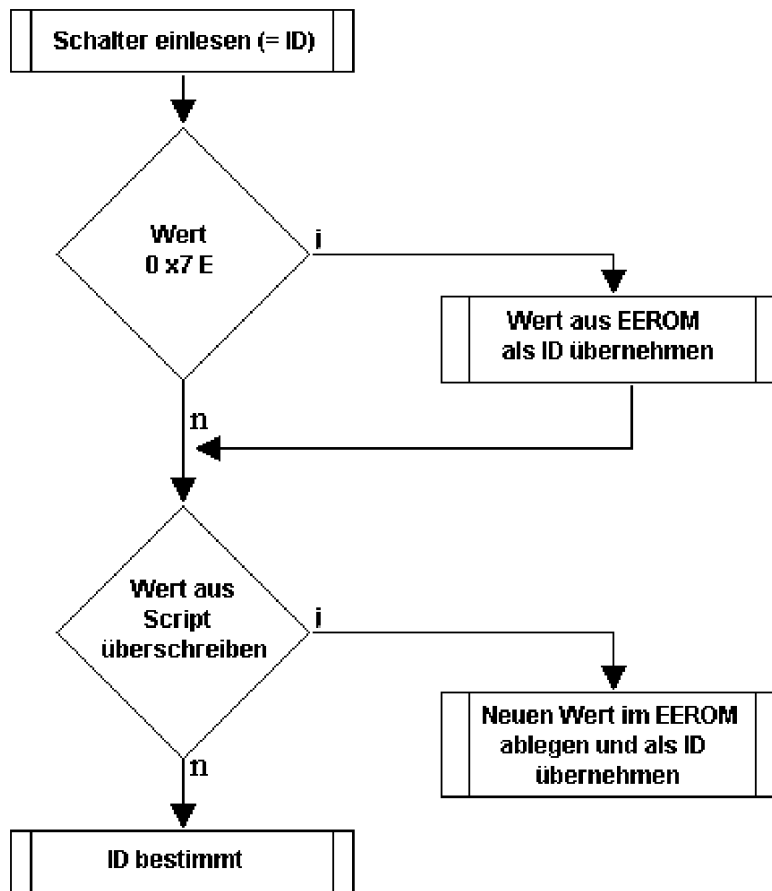 Schalter einlesen (= ID)
Wert
0 x7 E
j
Wert aus EEROM
als ID übernehmen
n
Wert aus
Script
überschreiben
j
Neuen Wert im EEROM
ablegen und als ID
übernehmen
n
ID bestimmt